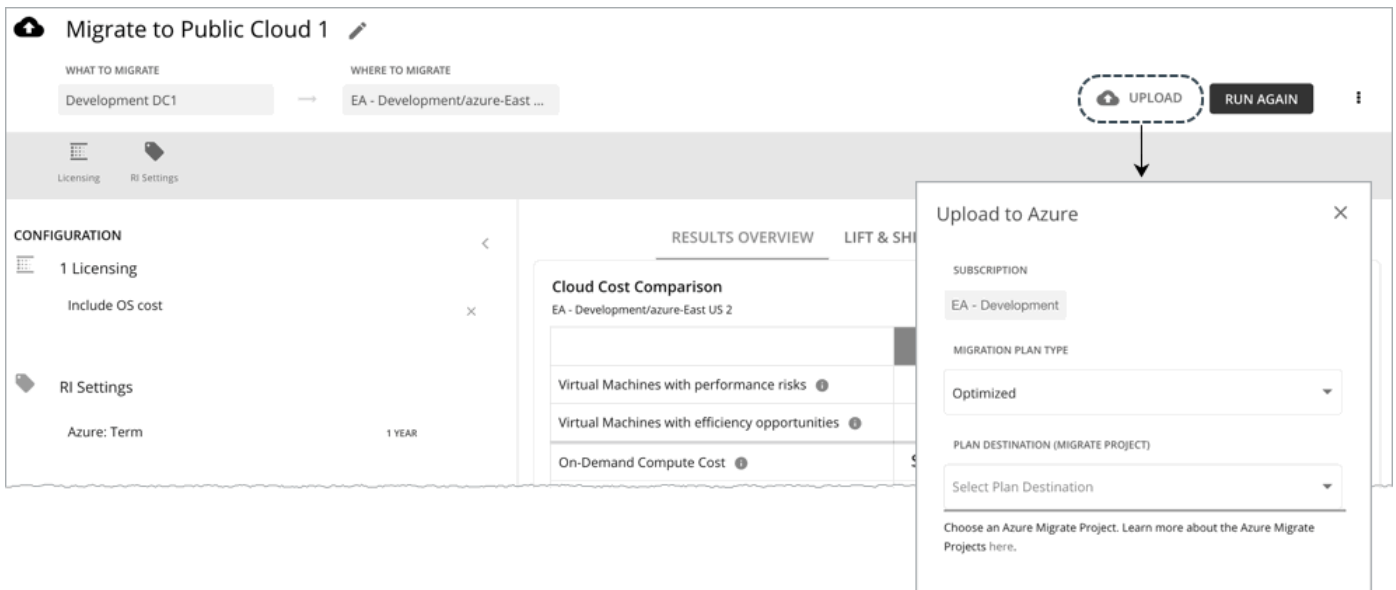 Migrate to Public Cloud 1
WHAT TO MIGRATE
WHERE TO MIGRATE
Development DC1
EA - Development/azure-East ...
UPLOAD
RUN AGAIN
Licensing
RI Settings
CONFIGURATION
1 Licensing
Include OS cost
RI Settings
Azure: Term
1 YEAR
RESULTS OVERVIEW
LIFT & SHI
Cloud Cost Comparison
EA - Development/azure-East US 2
Virtual Machines with performance risks
Virtual Machines with efficiency opportunities
On-Demand Compute Cost
Upload to Azure
SUBSCRIPTION
EA - Development
MIGRATION PLAN TYPE
Optimized
PLAN DESTINATION (MIGRATE PROJECT)
Select Plan Destination
Choose an Azure Migrate Project. Learn more about the Azure Migrate
Projects here.